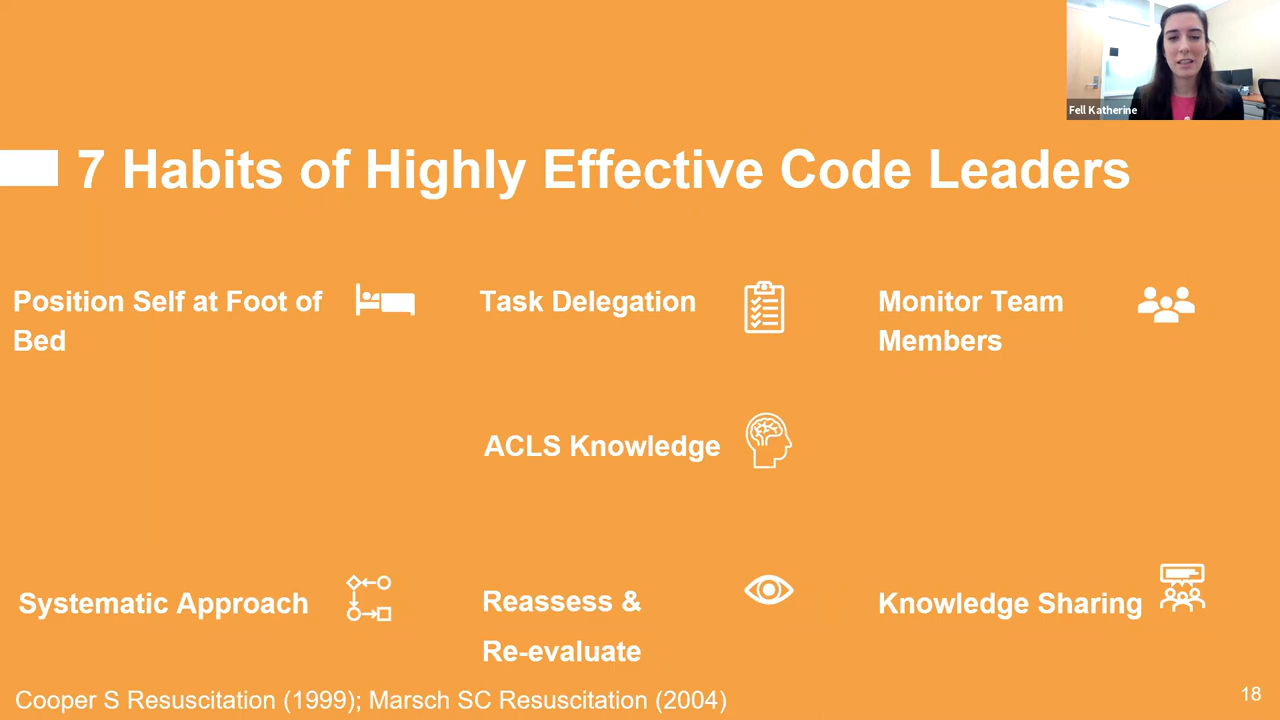 Fell Katherine
7 Habits of Highly Effective Code Leaders
Position Self at Foot of
Bed
Task Delegation
Monitor Team
Members
ACLS Knowledge
Systematic Approach
Reassess &
Re-evaluate
Knowledge Sharing
Cooper S Resuscitation (1999); Marsch SC Resuscitation (2004)
18